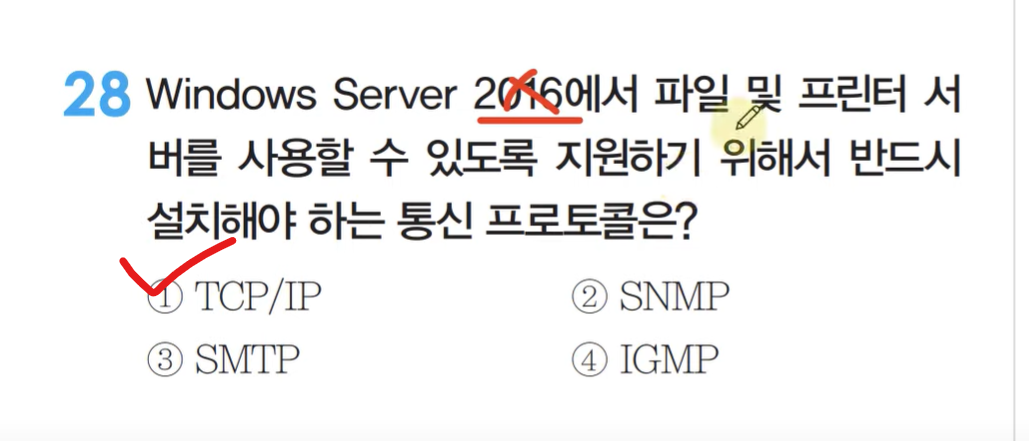 28 Windows Server 2016에서 파일 및 프린터 서
버를 사용할 수 있도록 지원하기 위해서 반드시
설치해야 하는 통신 프로토콜은?
① TCP/IP ② SNMP
③ SMTP ④ IGMP